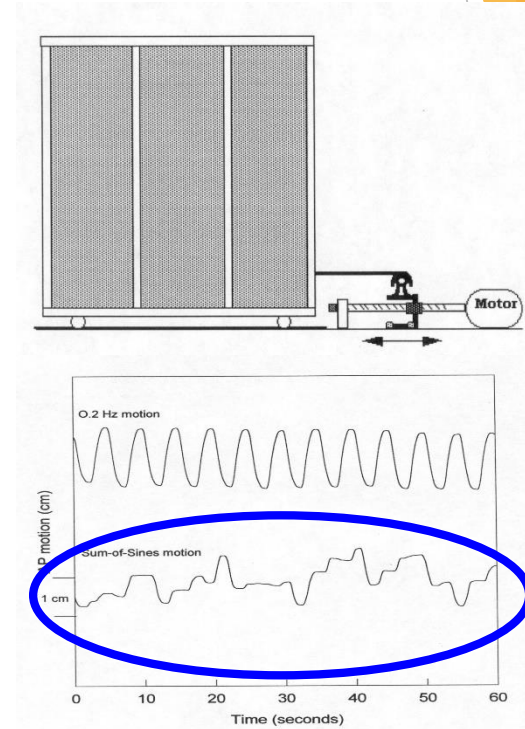 Motor
O.2 Hz motion
Sum-of-Sines motion
AP motion (cm)
1 cm
0 10 20 30 40 50 60
Time (seconds)